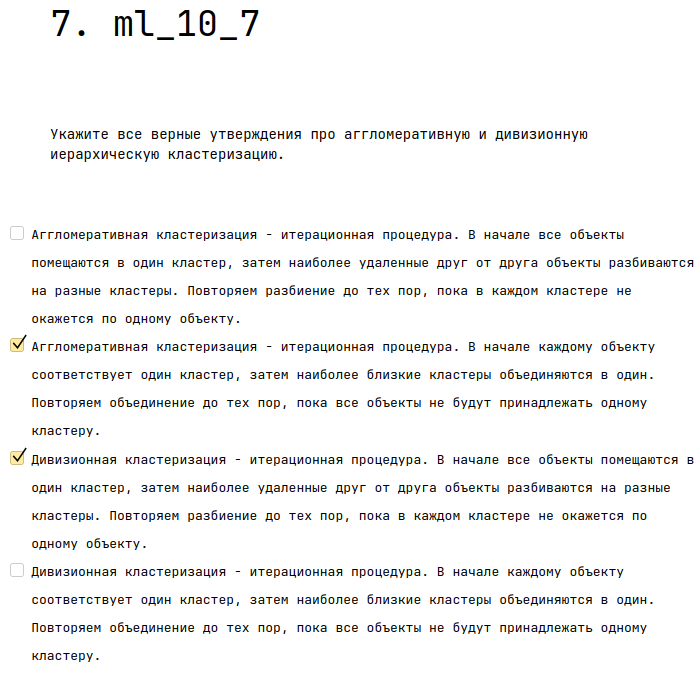 7. ml_10_7
Укажите все верные утверждения про аггломеративную и дивизионную
иерархическую кластеризацию.
Аггломеративная кластеризация - итерационная процедура. В начале все объекты
помещаются в один кластер, затем наиболее удаленные друг от друга объекты разбиваются
на разные кластеры. Повторяем разбиение до тех пор, пока в каждом кластере не
окажется по одному объекту.
Аггломеративная кластеризация - итерационная процедура. В начале каждому объекту
соответствует один кластер, затем наиболее близкие кластеры объединяются в один.
Повторяем объединение до тех пор, пока все объекты не будут принадлежать одному
кластеру.
Дивизионная кластеризация - итерационная процедура. В начале все объекты помещаются в
один кластер, затем наиболее удаленные друг от друга объекты разбиваются на разные
кластеры. Повторяем разбиение до тех пор, пока в каждом кластере не окажется по
одному объекту.
Дивизионная кластеризация - итерационная процедура. В начале каждому объекту
соответствует один кластер, затем наиболее близкие кластеры объединяются в один.
Повторяем объединение до тех пор, пока все объекты не будут принадлежать одному
кластеру.